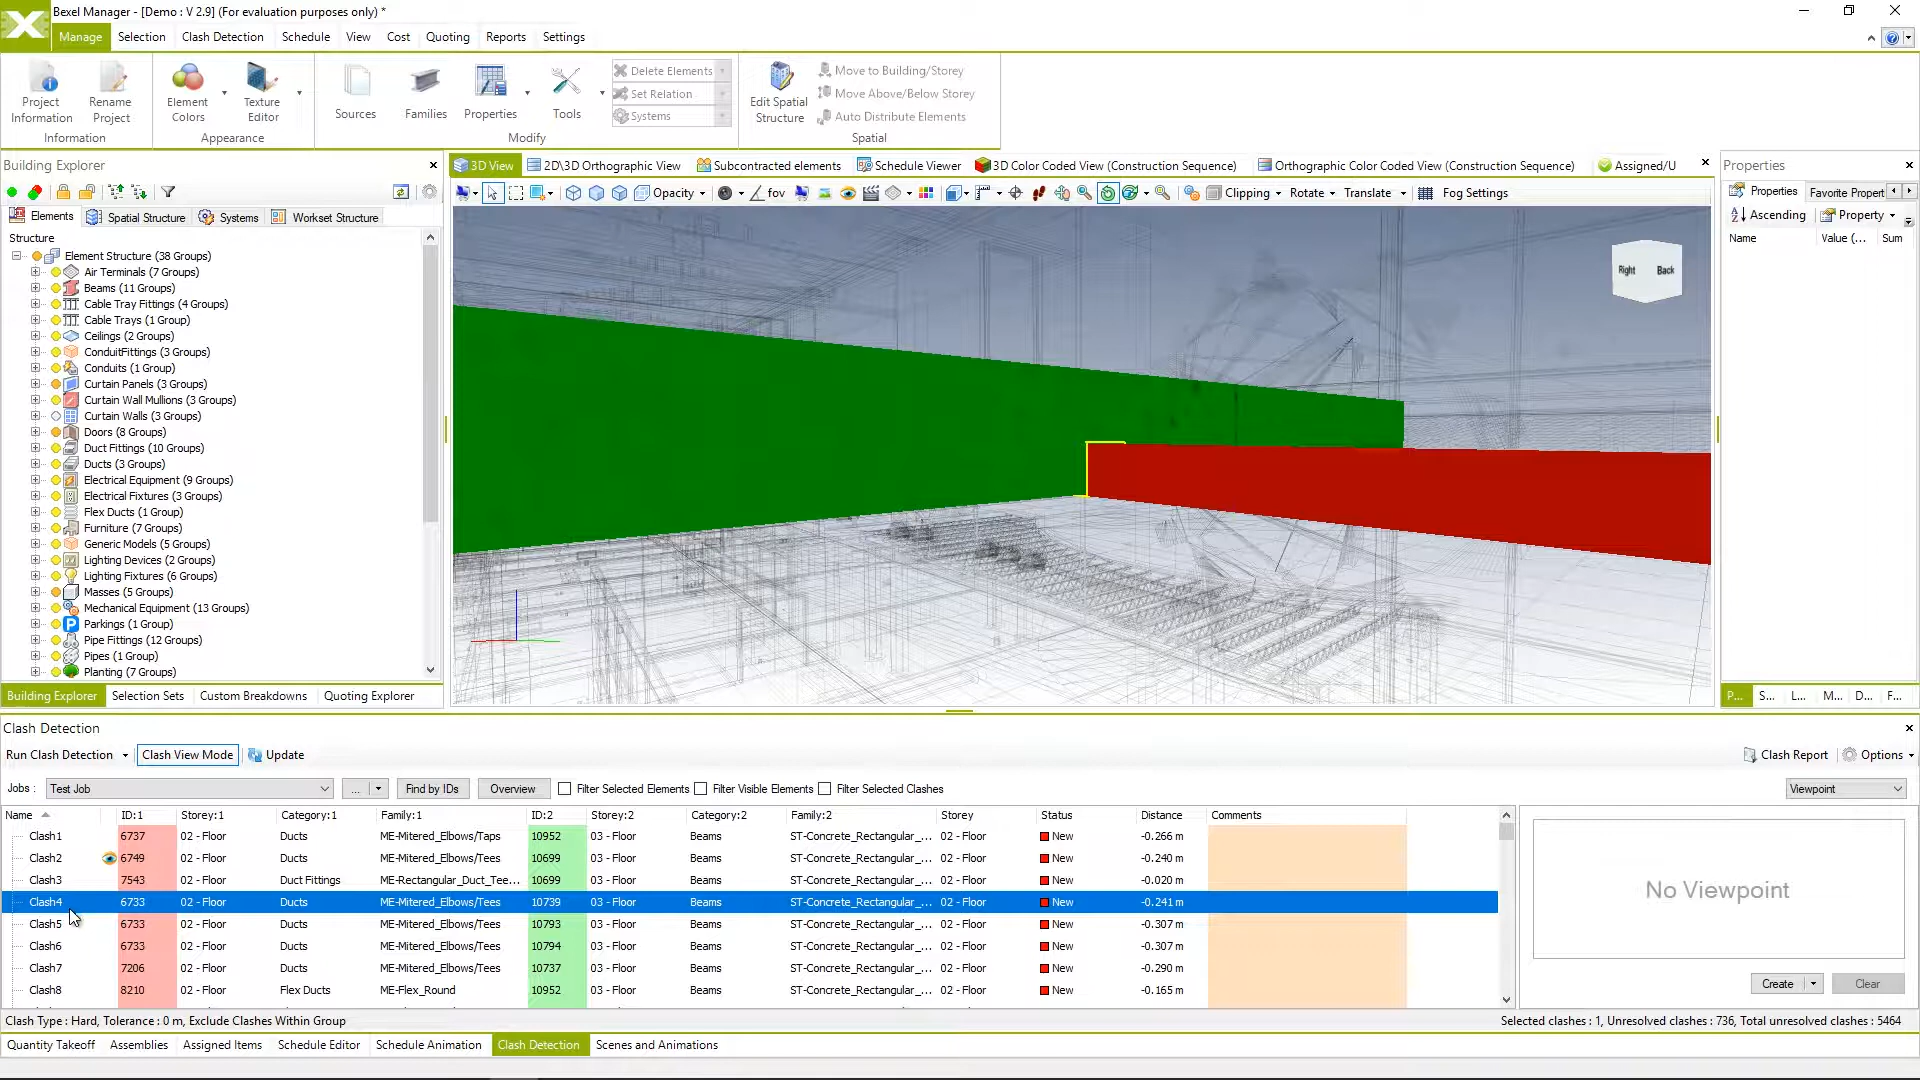 Bexel Manager - [Demo : V 2.9] (For evaluation purposes only) *
Manage Selection Clash Detection Schedule View Cost Quoting Reports Settings
Project Information
Rename Project
Information
Element Colors
Texture Editor
Appearance
Sources
Families
Properties
Tools
Delete Elements
Set Relation
Systems
Modify
Edit Spatial Structure
Move to Building/Storey
Move Above/Below Storey
Auto Distribute Elements
Spatial
Building Explorer
Elements Spatial Structure Systems Workset Structure
Structure
Element Structure (38 Groups)
Air Terminals (7 Groups)
Beams (11 Groups)
Cable Tray Fittings (4 Groups)
Cable Trays (1 Group)
Ceilings (2 Groups)
ConduitFittings (3 Groups)
Conduits (1 Group)
Curtain Panels (3 Groups)
Curtain Wall Mullions (3 Groups)
Curtain Walls (3 Groups)
Doors (8 Groups)
Duct Fittings (10 Groups)
Ducts (3 Groups)
Electrical Equipment (9 Groups)
Electrical Fixtures (3 Groups)
Flex Ducts (1 Group)
Furniture (7 Groups)
Generic Models (5 Groups)
Lighting Devices (2 Groups)
Lighting Fixtures (6 Groups)
Masses (5 Groups)
Mechanical Equipment (13 Groups)
Parkings (1 Group)
Pipe Fittings (12 Groups)
Pipes (1 Group)
Planting (7 Groups)
Building Explorer Selection Sets Custom Breakdowns Quoting Explorer
3D View 2D\3D Orthographic View Subcontracted elements Schedule Viewer 3D Color Coded View (Construction Sequence) Orthographic Color Coded View (Construction Sequence) Assigned/U
Opacity fov Clipping Rotate Translate Fog Settings
Right Back
Properties
Properties Favorite Propert
Ascending Property
Name Value (... Sum
P... S... L... M... D... F...
Clash Detection
Run Clash Detection Clash View Mode Update Clash Report Options
Jobs : Test Job ... Find by IDs Overview Filter Selected Elements Filter Visible Elements Filter Selected Clashes Viewpoint
Name ID:1 Storey:1 Category:1 Family:1 ID:2 Storey:2 Category:2 Family:2 Storey Status Distance Comments
Clash1 6737 02 - Floor Ducts ME-Mitered_Elbows/Taps 10952 03 - Floor Beams ST-Concrete_Rectangular_... 02 - Floor New -0.266 m
Clash2 6749 02 - Floor Ducts ME-Mitered_Elbows/Tees 10699 03 - Floor Beams ST-Concrete_Rectangular_... 02 - Floor New -0.240 m
Clash3 7543 02 - Floor Duct Fittings ME-Rectangular_Duct_Tee... 10699 03 - Floor Beams ST-Concrete_Rectangular_... 02 - Floor New -0.020 m
Clash4 6733 02 - Floor Ducts ME-Mitered_Elbows/Tees 10739 03 - Floor Beams ST-Concrete_Rectangular_... 02 - Floor New -0.241 m
Clash5 6733 02 - Floor Ducts ME-Mitered_Elbows/Tees 10793 03 - Floor Beams ST-Concrete_Rectangular_... 02 - Floor New -0.307 m
Clash6 6733 02 - Floor Ducts ME-Mitered_Elbows/Tees 10794 03 - Floor Beams ST-Concrete_Rectangular_... 02 - Floor New -0.307 m
Clash7 7206 02 - Floor Ducts ME-Mitered_Elbows/Tees 10737 03 - Floor Beams ST-Concrete_Rectangular_... 02 - Floor New -0.290 m
Clash8 8210 02 - Floor Flex Ducts ME-Flex_Round 10952 03 - Floor Beams ST-Concrete_Rectangular_... 02 - Floor New -0.165 m
No Viewpoint
Create Clear
Clash Type : Hard, Tolerance : 0 m, Exclude Clashes Within Group Selected clashes : 1, Unresolved clashes : 736, Total unresolved clashes : 5464
Quantity Takeoff Assemblies Assigned Items Schedule Editor Schedule Animation Clash Detection Scenes and Animations